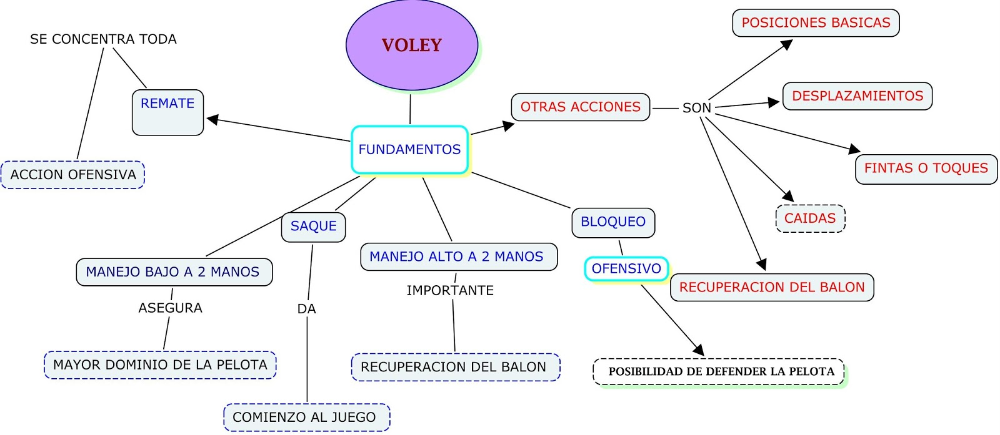 VOLEY
POSICIONES BASICAS
SE CONCENTRA TODA
REMATE
OTRAS ACCIONES
SON
DESPLAZAMIENTOS
FUNDAMENTOS
ACCION OFENSIVA
FINTAS O TOQUES
SAQUE
BLOQUEO
CAIDAS
MANEJO BAJO A 2 MANOS
MANEJO ALTO A 2 MANOS
OFENSIVO
RECUPERACION DEL BALON
ASEGURA
DA
IMPORTANTE
MAYOR DOMINIO DE LA PELOTA
RECUPERACION DEL BALON
POSIBILIDAD DE DEFENDER LA PELOTA
COMIENZO AL JUEGO